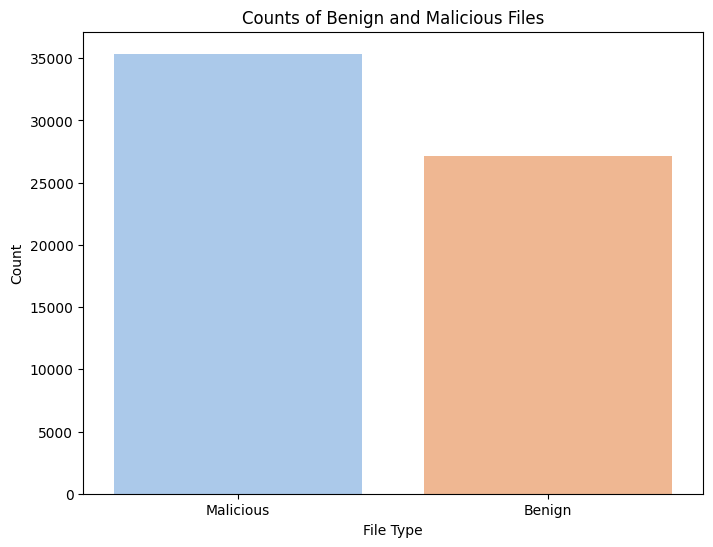 Counts of Benign and Malicious Files
35000
30000
25000
20000
15000
10000
5000
0
Count
Malicious
Benign
File Type